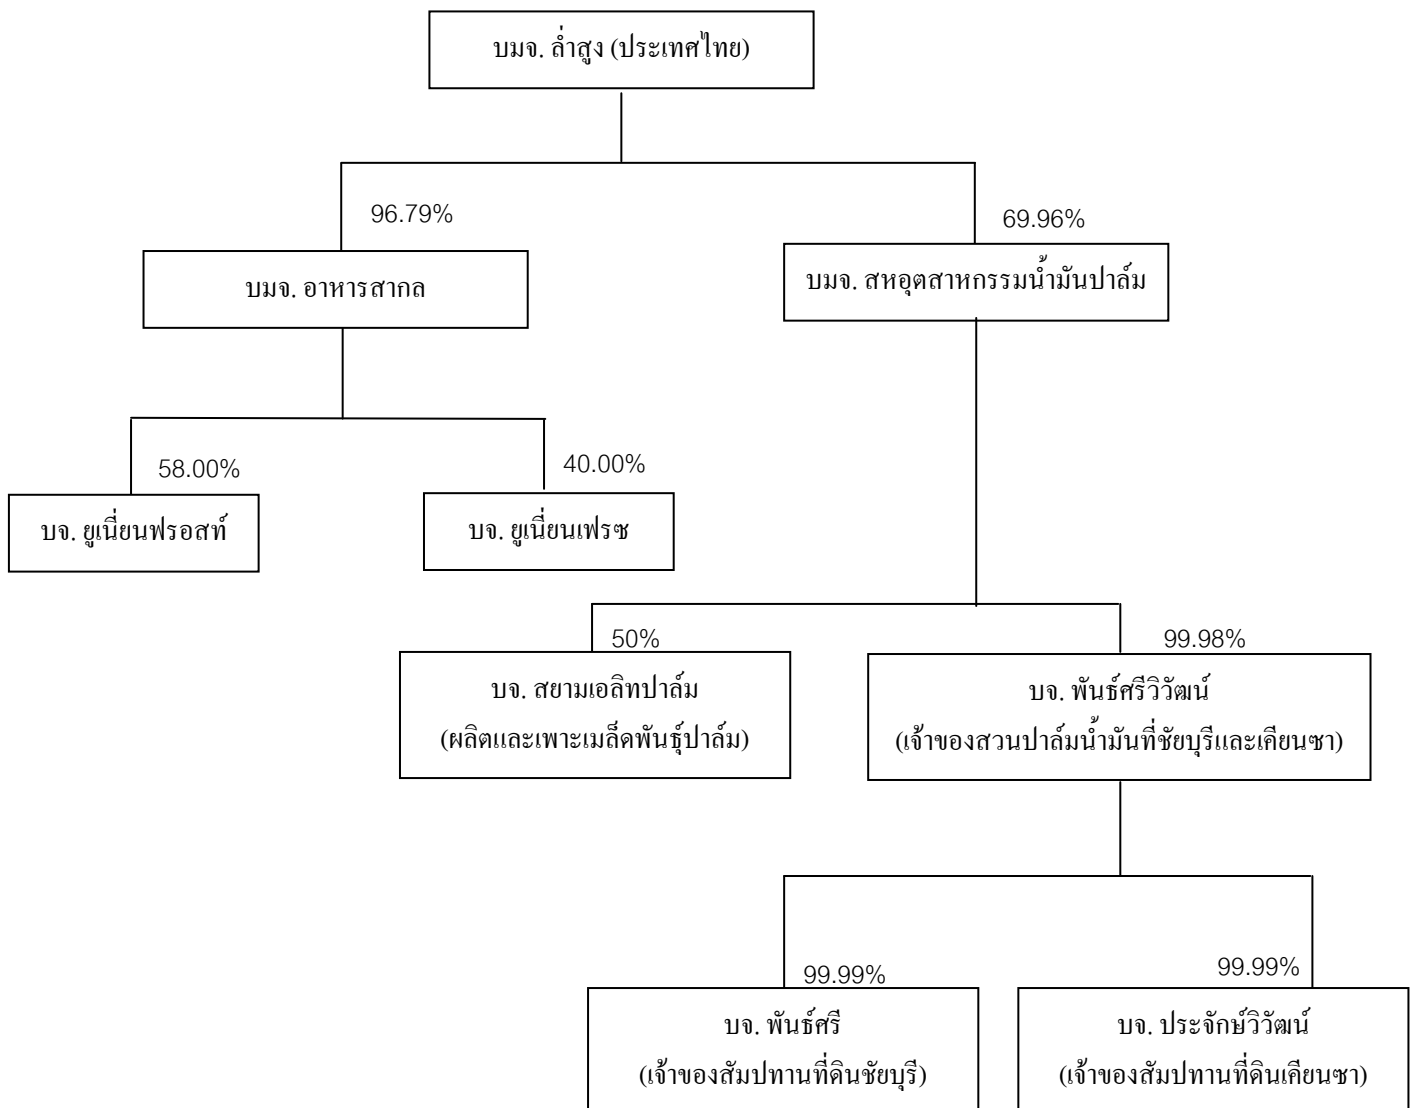 บมจ. ล่ำสูง (ประเทศไทย)
96.79%
69.96%
บมจ. อาหารสากล
บมจ. สหอุตสาหกรรมน้ำมันปาล์ม
58.00%
40.00%
บจ. ยูเนี่ยนฟรอสท์
บจ. ยูเนี่ยนเฟรช
50%
99.98%
บจ. สยามเอลิทปาล์ม
(ผลิตและเพาะเมล็ดพันธุ์ปาล์ม)
บจ. พันธ์ศรีวิวัฒน์
(เจ้าของสวนปาล์มน้ำมันที่ชัยบุรีและเคียนซา)
99.99%
99.99%
บจ. พันธ์ศรี
(เจ้าของสัมปทานที่ดินชัยบุรี)
บจ. ประจักษ์วิวัฒน์
(เจ้าของสัมปทานที่ดินเคียนซา)